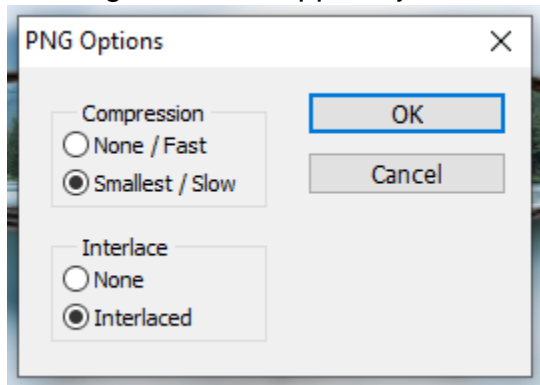 PNG Options
Compression
None / Fast
Smallest / Slow
OK
Cancel
Interlace
None
Interlaced